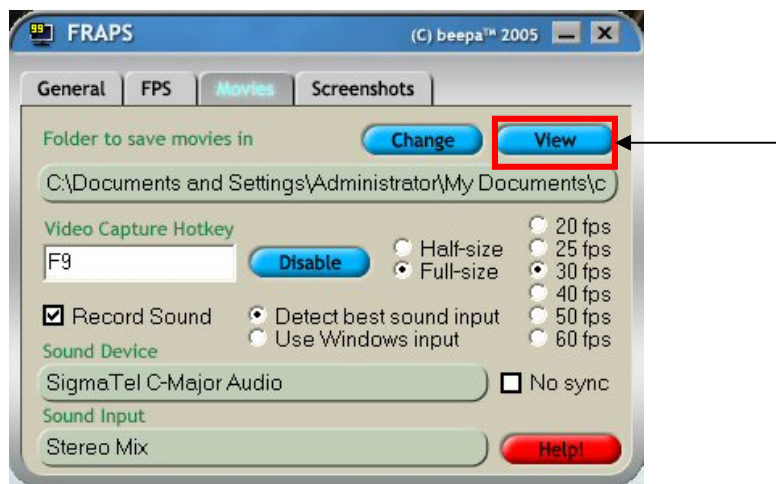 99 FRAPS (C) beepa™ 2005
General FPS Movies Screenshots
Folder to save movies in Change View
C:\Documents and Settings\Administrator\My Documents\c
Video Capture Hotkey
F9 Disable
Half-size
Full-size
20 fps
25 fps
30 fps
40 fps
50 fps
60 fps
Record Sound
Detect best sound input
Use Windows input
Sound Device
SigmaTel C-Major Audio No sync
Sound Input
Stereo Mix Help!